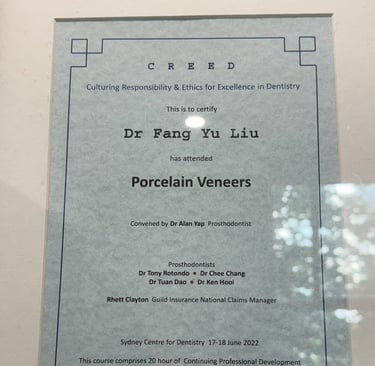 C R E E D
Culturing Responsibility & Ethics for Excellence in Dentistry
This is to certify
Dr Fang Yu Liu
has attended
Porcelain Veneers
Convened by Dr Alan Yap Prosthodontist
Prosthodontists
Dr Tony Rotondo • Dr Chee Chang
Dr Tuan Dao • Dr Ken Hooi
Rhett Clayton Guild Insurance National Claims Manager
Sydney Centre for Dentistry 17-18 June 2022
This course comprises 20 hour of Continuing Professional Development